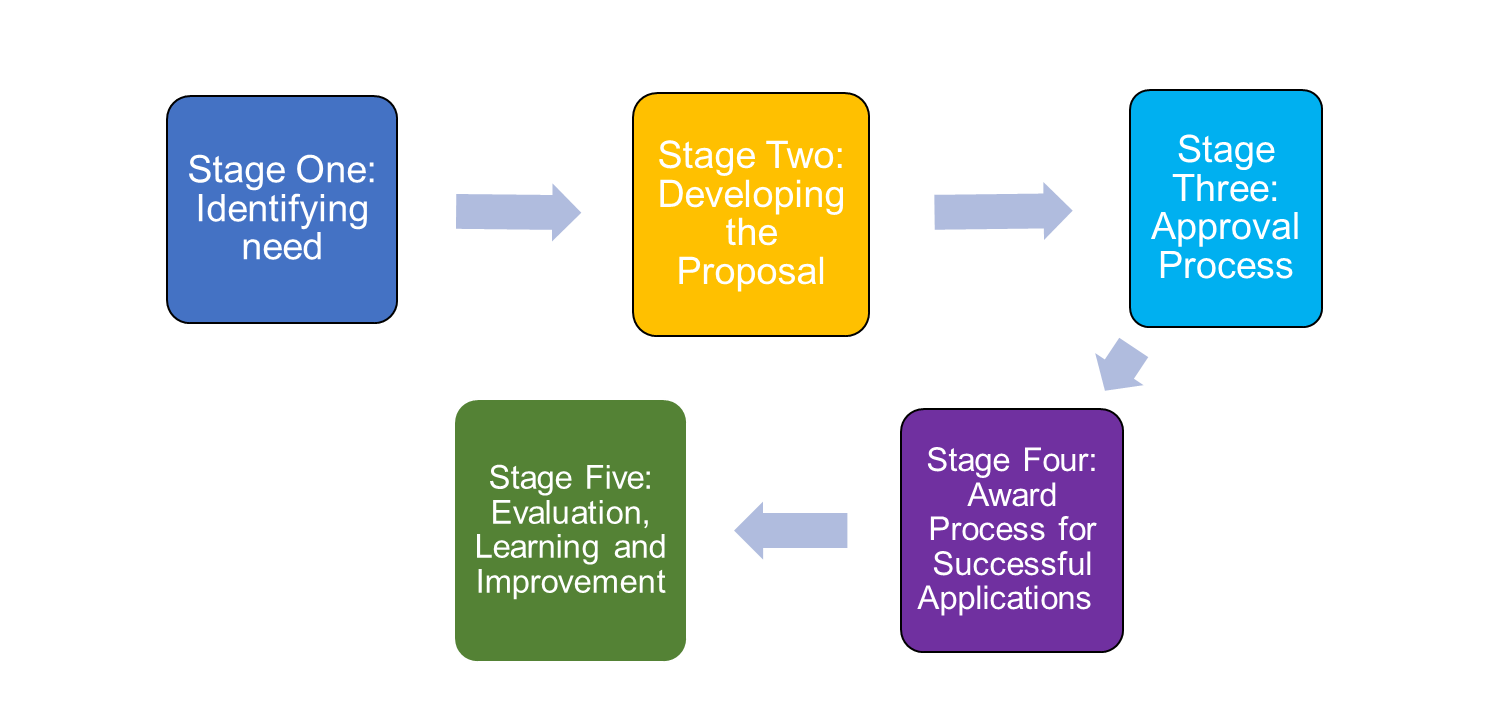 Stage One:
Identifying
need
Stage Two:
Developing
the
Proposal
Stage
Three:
Approval
Process
Stage Four:
Award
Process for
Successful
Applications
Stage Five:
Evaluation,
Learning and
Improvement